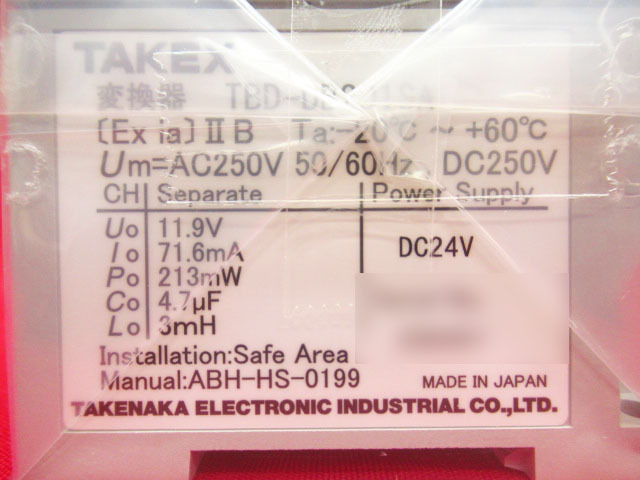 TAKEX
変換器
[Ex ia] Ⅱ B Ta:-20℃ ~ +60℃
Um=AC250V 50/60Hz DC250V
CH Separate Power Supply
Uo 11.9V
Io 71.6mA DC24V
Po 213mW
Co 4.7μF
Lo 3mH
Installation:Safe Area
Manual:ABH-HS-0199 MADE IN JAPAN
TAKENAKA ELECTRONIC INDUSTRIAL CO.,LTD.